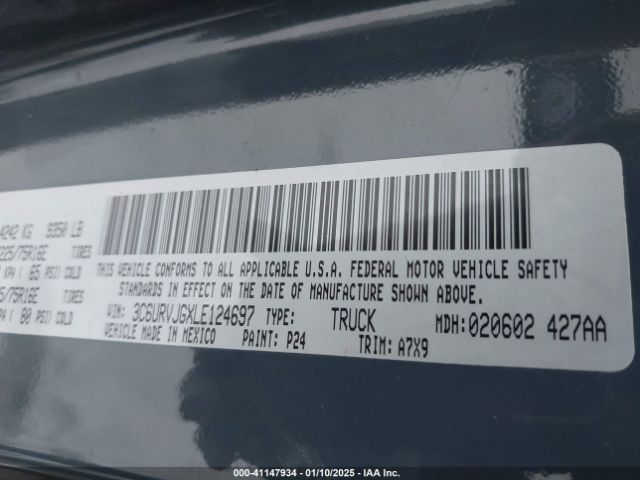 4242 KG 9350 LB
225/75R16E TIRES
KPA ( 65 PSI) COLD
5/75R16E TIRES
PA ( 80 PSI) COLD
THIS VEHICLE CONFORMS TO ALL APPLICABLE U.S.A. FEDERAL MOTOR VEHICLE SAFETY
STANDARDS IN EFFECT ON THE DATE OF MANUFACTURE SHOWN ABOVE.
VIN: 3C6URVJGXLE124697 TYPE: TRUCK MDH: 020602 427AA
VEHICLE MADE IN MEXICO PAINT: P24 TRIM: A7X9
000-41147934 - 01/10/2025 - IAA Inc.